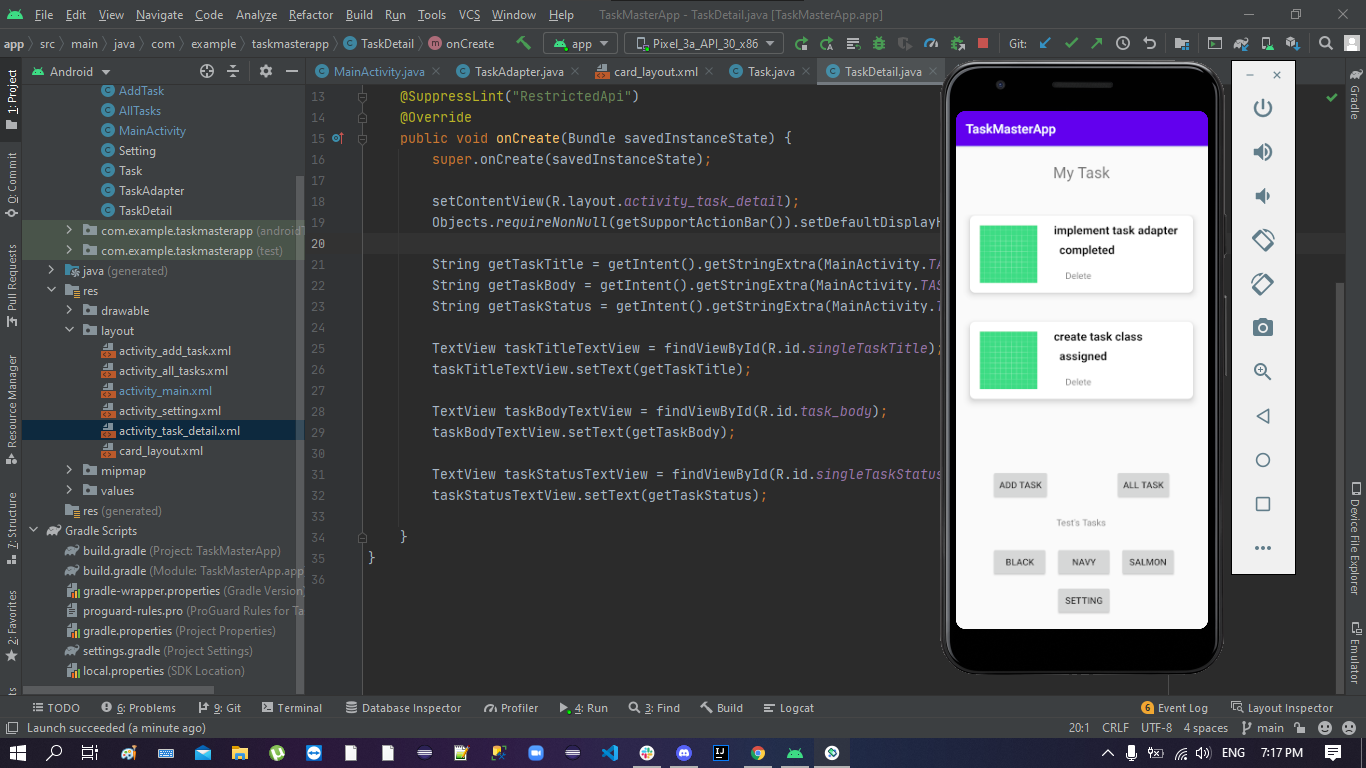 File Edit View Navigate Code Analyze Refactor Build Run Tools VCS Window Help TaskMasterApp - TaskDetail.java [TaskMasterApp.app]
app src main java com example taskmasterapp TaskDetail onCreate app Pixel_3a_API_30_x86 Git:
Android MainActivity.java TaskAdapter.java card_layout.xml Task.java TaskDetail.java
1: Project
0: Commit
Pull Requests
Resource Manager
7: Structure
2: Favorites
AddTask
AllTasks
MainActivity
Setting
Task
TaskAdapter
TaskDetail
com.example.taskmasterapp (android
com.example.taskmasterapp (test)
java (generated)
res
drawable
layout
activity_add_task.xml
activity_all_tasks.xml
activity_main.xml
activity_setting.xml
activity_task_detail.xml
card_layout.xml
mipmap
values
res (generated)
Gradle Scripts
build.gradle (Project: TaskMasterApp)
build.gradle (Module: TaskMasterApp.app
gradle-wrapper.properties (Gradle Version
proguard-rules.pro (ProGuard Rules for Ta
gradle.properties (Project Properties)
settings.gradle (Project Settings)
local.properties (SDK Location)
13 @SuppressLint("RestrictedApi")
14 @Override
15 public void onCreate(Bundle savedInstanceState) {
16 super.onCreate(savedInstanceState);
17
18 setContentView(R.layout.activity_task_detail);
19 Objects.requireNonNull(getSupportActionBar()).setDefaultDisplayH
20
21 String getTaskTitle = getIntent().getStringExtra(MainActivity.TA
22 String getTaskBody = getIntent().getStringExtra(MainActivity.TAS
23 String getTaskStatus = getIntent().getStringExtra(MainActivity.T
24
25 TextView taskTitleTextView = findViewById(R.id.singleTaskTitle);
26 taskTitleTextView.setText(getTaskTitle);
27
28 TextView taskBodyTextView = findViewById(R.id.task_body);
29 taskBodyTextView.setText(getTaskBody);
30
31 TextView taskStatusTextView = findViewById(R.id.singleTaskStatus
32 taskStatusTextView.setText(getTaskStatus);
33
34 }
35 }
36
TaskMasterApp
My Task
implement task adapter
completed
Delete
create task class
assigned
Delete
ADD TASK ALL TASK
Test's Tasks
BLACK NAVY SALMON
SETTING
Gradle
Device File Explorer
Emulator
TODO 6: Problems 9: Git Terminal Database Inspector Profiler 4: Run 3: Find Build Logcat 6 Event Log Layout Inspector
Launch succeeded (a minute ago) 20:1 CRLF UTF-8 4 spaces main
ENG 7:17 PM